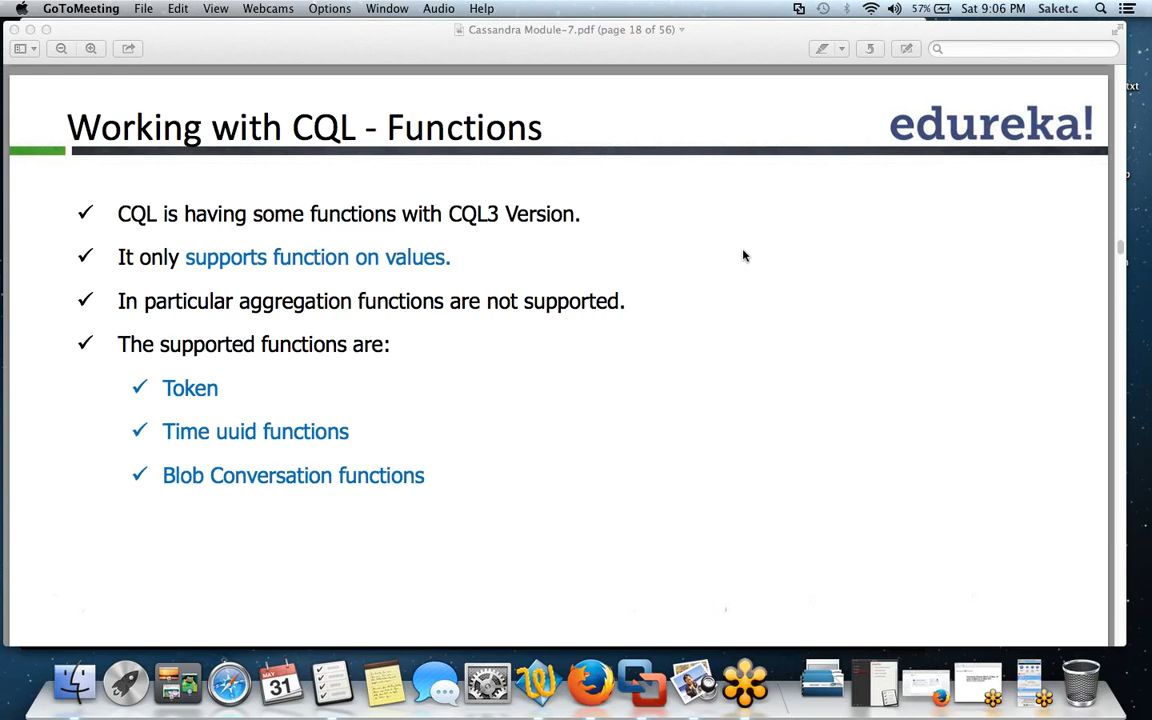 GoToMeeting File Edit View Webcams Options Window Audio Help 57% Sat 9:06 PM Saket.c
Cassandra Module-7.pdf (page 18 of 56)
txt
Working with CQL - Functions
edureka!
CQL is having some functions with CQL3 Version.
It only supports function on values.
In particular aggregation functions are not supported.
The supported functions are:
Token
Time uuid functions
Blob Conversation functions
MAY
31